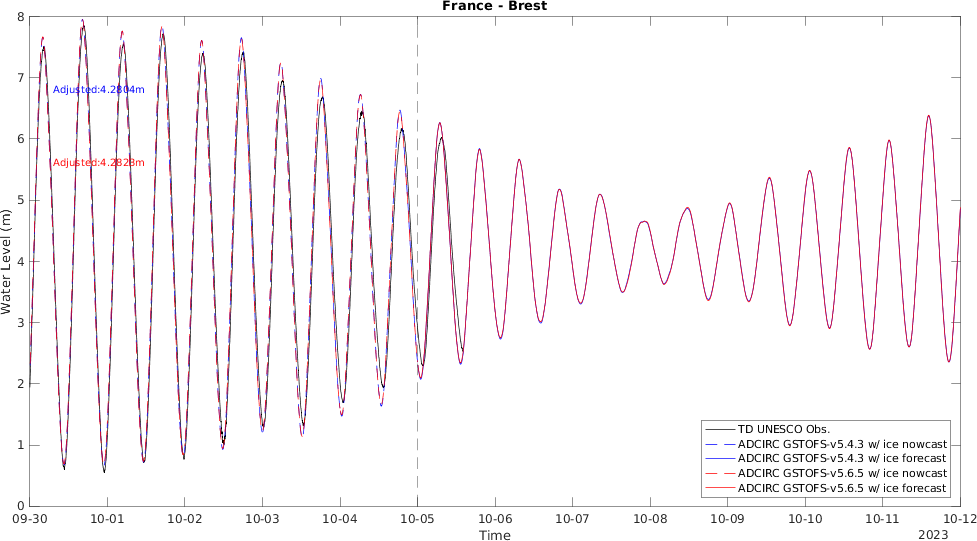 France - Brest
Water Level (m)
8
7
6
5
4
3
2
1
0
Adjusted:4.2804m
Adjusted:4.2823m
TD UNESCO Obs.
ADCIRC GSTOFS-v5.4.3 w/ ice nowcast
ADCIRC GSTOFS-v5.4.3 w/ ice forecast
ADCIRC GSTOFS-v5.6.5 w/ ice nowcast
ADCIRC GSTOFS-v5.6.5 w/ ice forecast
09-30 10-01 10-02 10-03 10-04 10-05 10-06 10-07 10-08 10-09 10-10 10-11 10-12
Time
2023